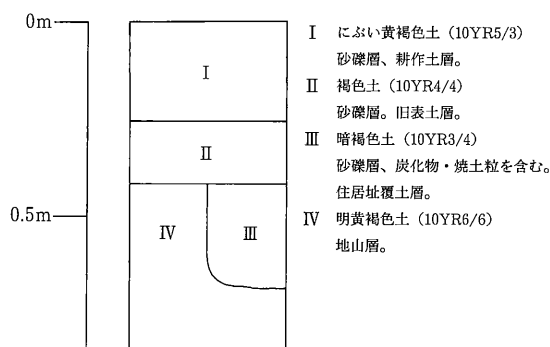 0m
0.5m
Ⅰ
Ⅱ
Ⅳ
Ⅲ
Ⅰ にぶい黄褐色土（10YR5/3）
砂礫層、耕作土層。
Ⅱ 褐色土（10YR4/4）
砂礫層。旧表土層。
Ⅲ 暗褐色土（10YR3/4）
砂礫層、炭化物・焼土粒を含む。
住居址覆土層。
Ⅳ 明黄褐色土（10YR6/6）
地山層。